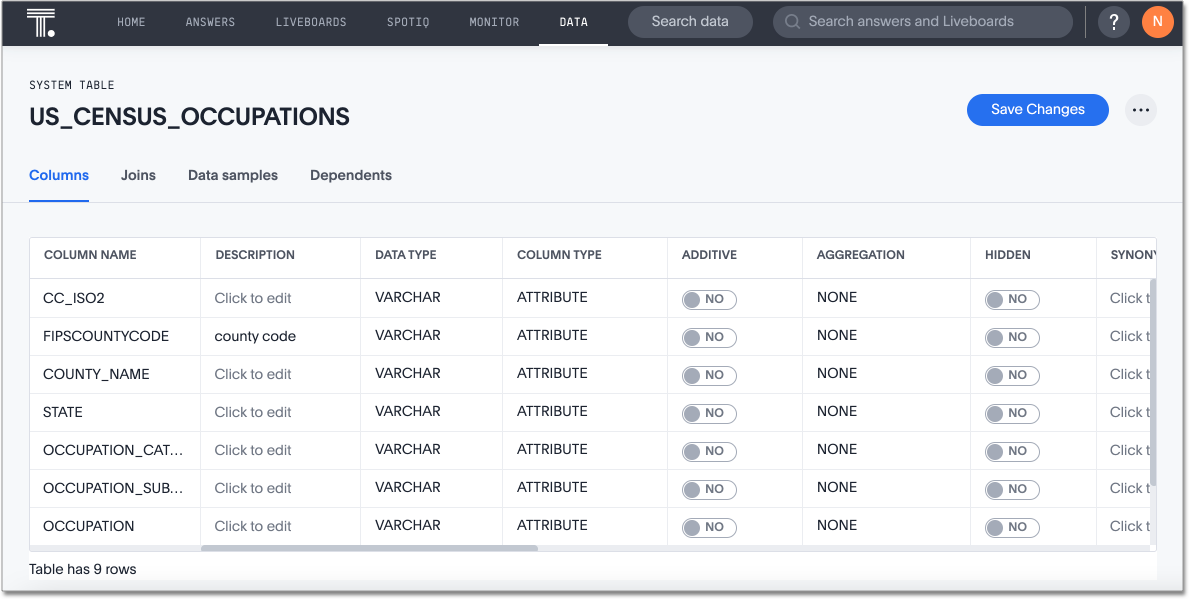 HOME ANSWERS LIVEBOARDS SPOTIQ MONITOR DATA Search data Search answers and Liveboards ? N
SYSTEM TABLE
US_CENSUS_OCCUPATIONS
Save Changes ...
Columns Joins Data samples Dependents
COLUMN NAME DESCRIPTION DATA TYPE COLUMN TYPE ADDITIVE AGGREGATION HIDDEN SYNONY
CC_ISO2 Click to edit VARCHAR ATTRIBUTE NO NONE NO Click t
FIPSCOUNTYCODE county code VARCHAR ATTRIBUTE NO NONE NO Click t
COUNTY_NAME Click to edit VARCHAR ATTRIBUTE NO NONE NO Click t
STATE Click to edit VARCHAR ATTRIBUTE NO NONE NO Click t
OCCUPATION_CAT... Click to edit VARCHAR ATTRIBUTE NO NONE NO Click t
OCCUPATION_SUB... Click to edit VARCHAR ATTRIBUTE NO NONE NO Click t
OCCUPATION Click to edit VARCHAR ATTRIBUTE NO NONE NO Click t
Table has 9 rows